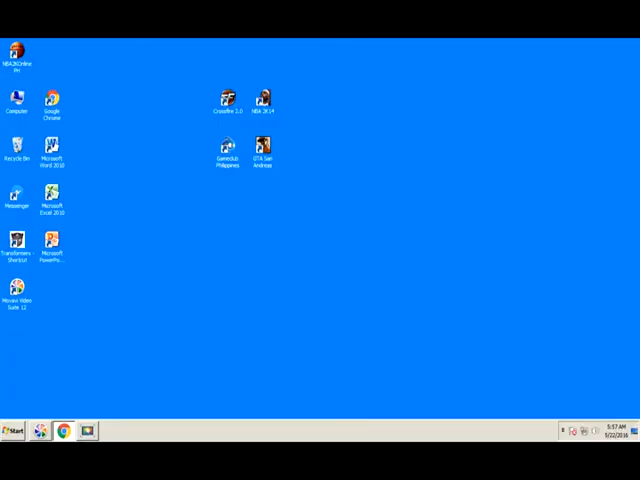 NBA2KOnline
PH
Computer
Google
Chrome
Crossfire 2.0
NBA 2K14
Recycle Bin
Microsoft
Word 2010
Gameclub
Philippines
GTA San
Andreas
Messenger
Microsoft
Excel 2010
Transformers -
Shortcut
Microsoft
PowerPo...
Movavi Video
Suite 12
Start
5:57 AM
5/22/2016